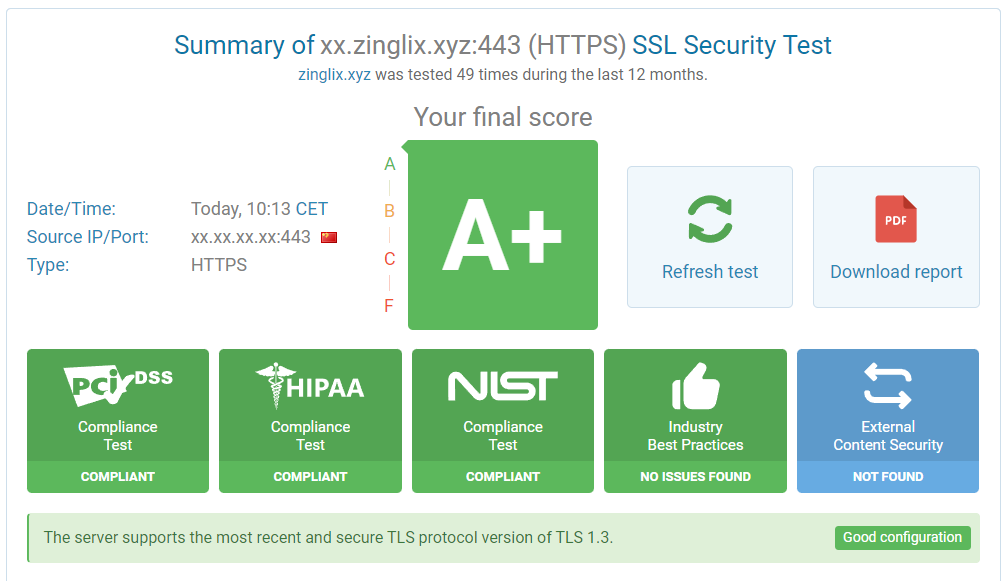 Summary of xx.zinglix.xyz:443 (HTTPS) SSL Security Test
zinglix.xyz was tested 49 times during the last 12 months.
Your final score
Date/Time: Today, 10:13 CET
Source IP/Port: xx.xx.xx.xx:443
Type: HTTPS
A
B
C
F
A+
Refresh test
PDF
Download report
PCI DSS
Compliance
Test
COMPLIANT
HIPAA
Compliance
Test
COMPLIANT
NIST
Compliance
Test
COMPLIANT
Industry
Best Practices
NO ISSUES FOUND
External
Content Security
NOT FOUND
The server supports the most recent and secure TLS protocol version of TLS 1.3.
Good configuration